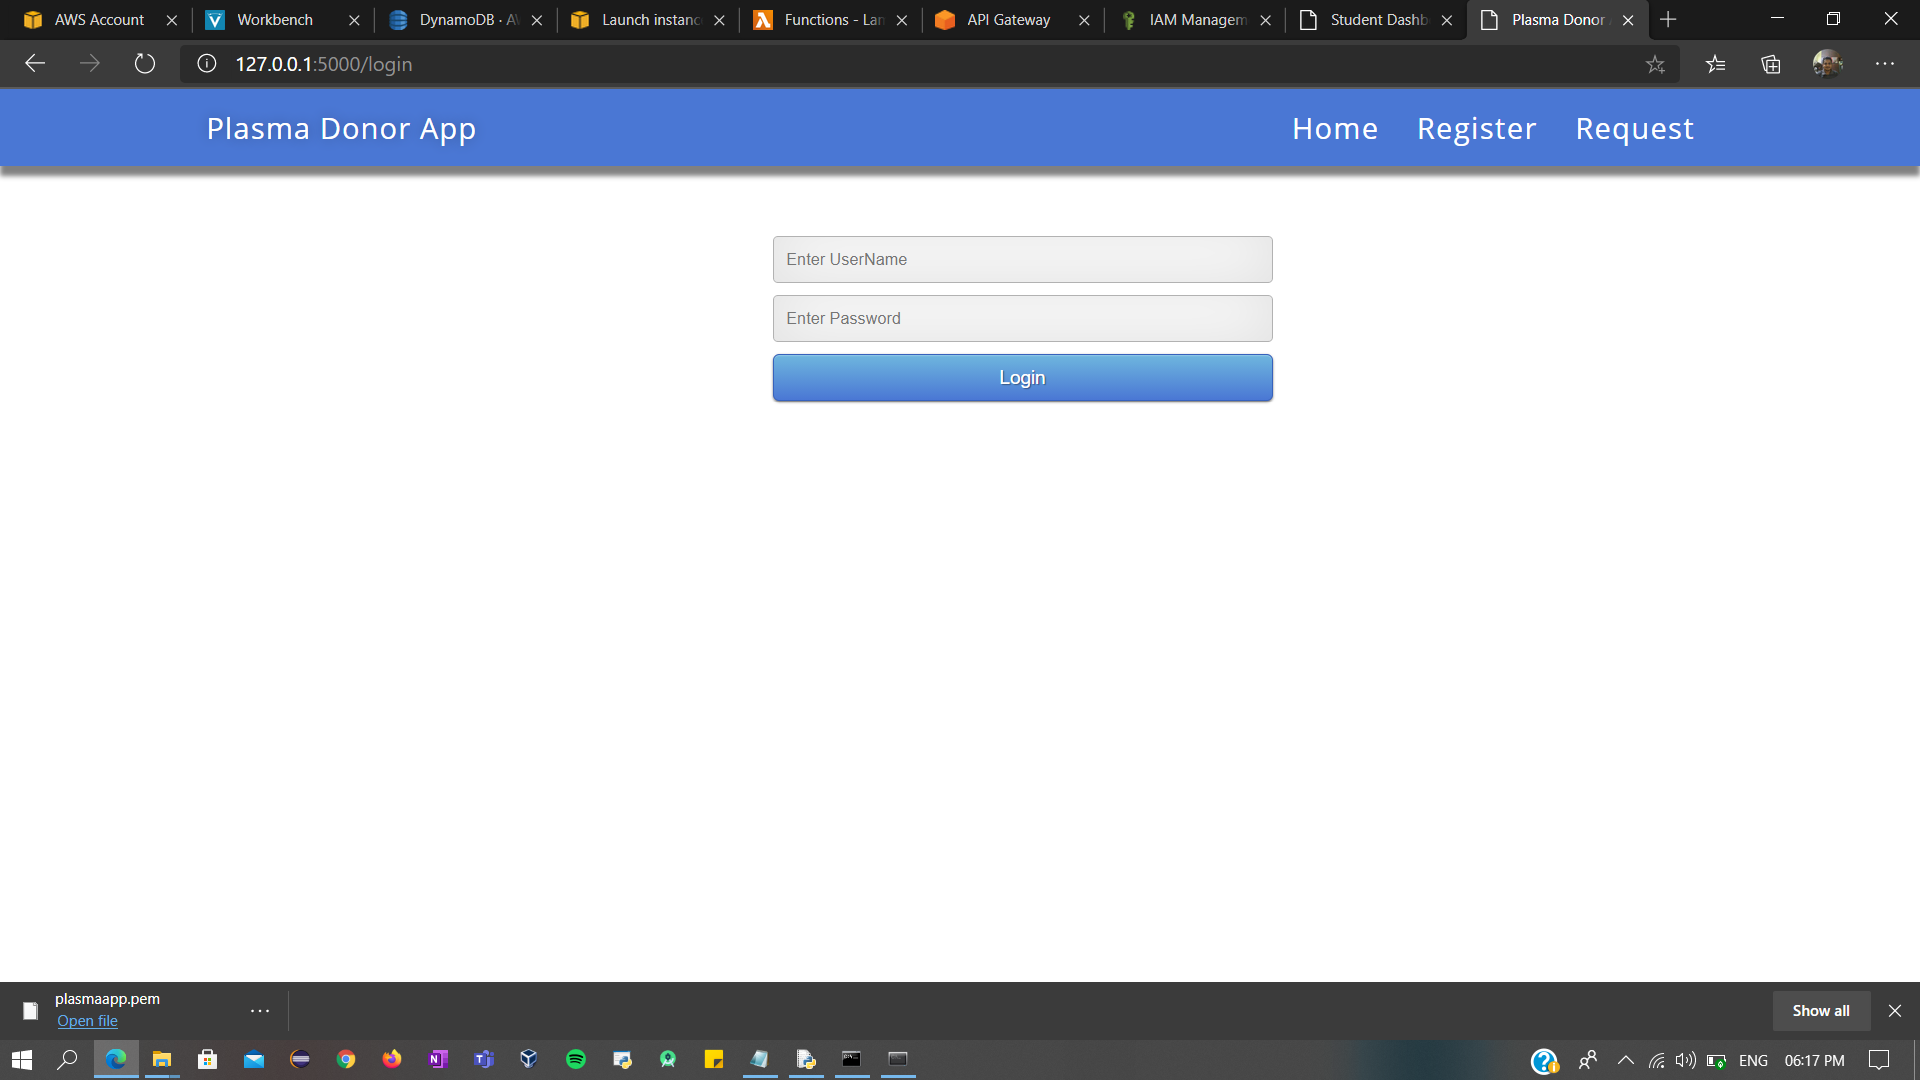 AWS Account
Workbench
DynamoDB · A
Launch instanc
Functions - Lan
API Gateway
IAM Managem
Student Dashb
Plasma Donor
127.0.0.1:5000/login
Plasma Donor App
Home
Register
Request
Enter UserName
Enter Password
Login
plasmaapp.pem
Open file
Show all
ENG
06:17 PM